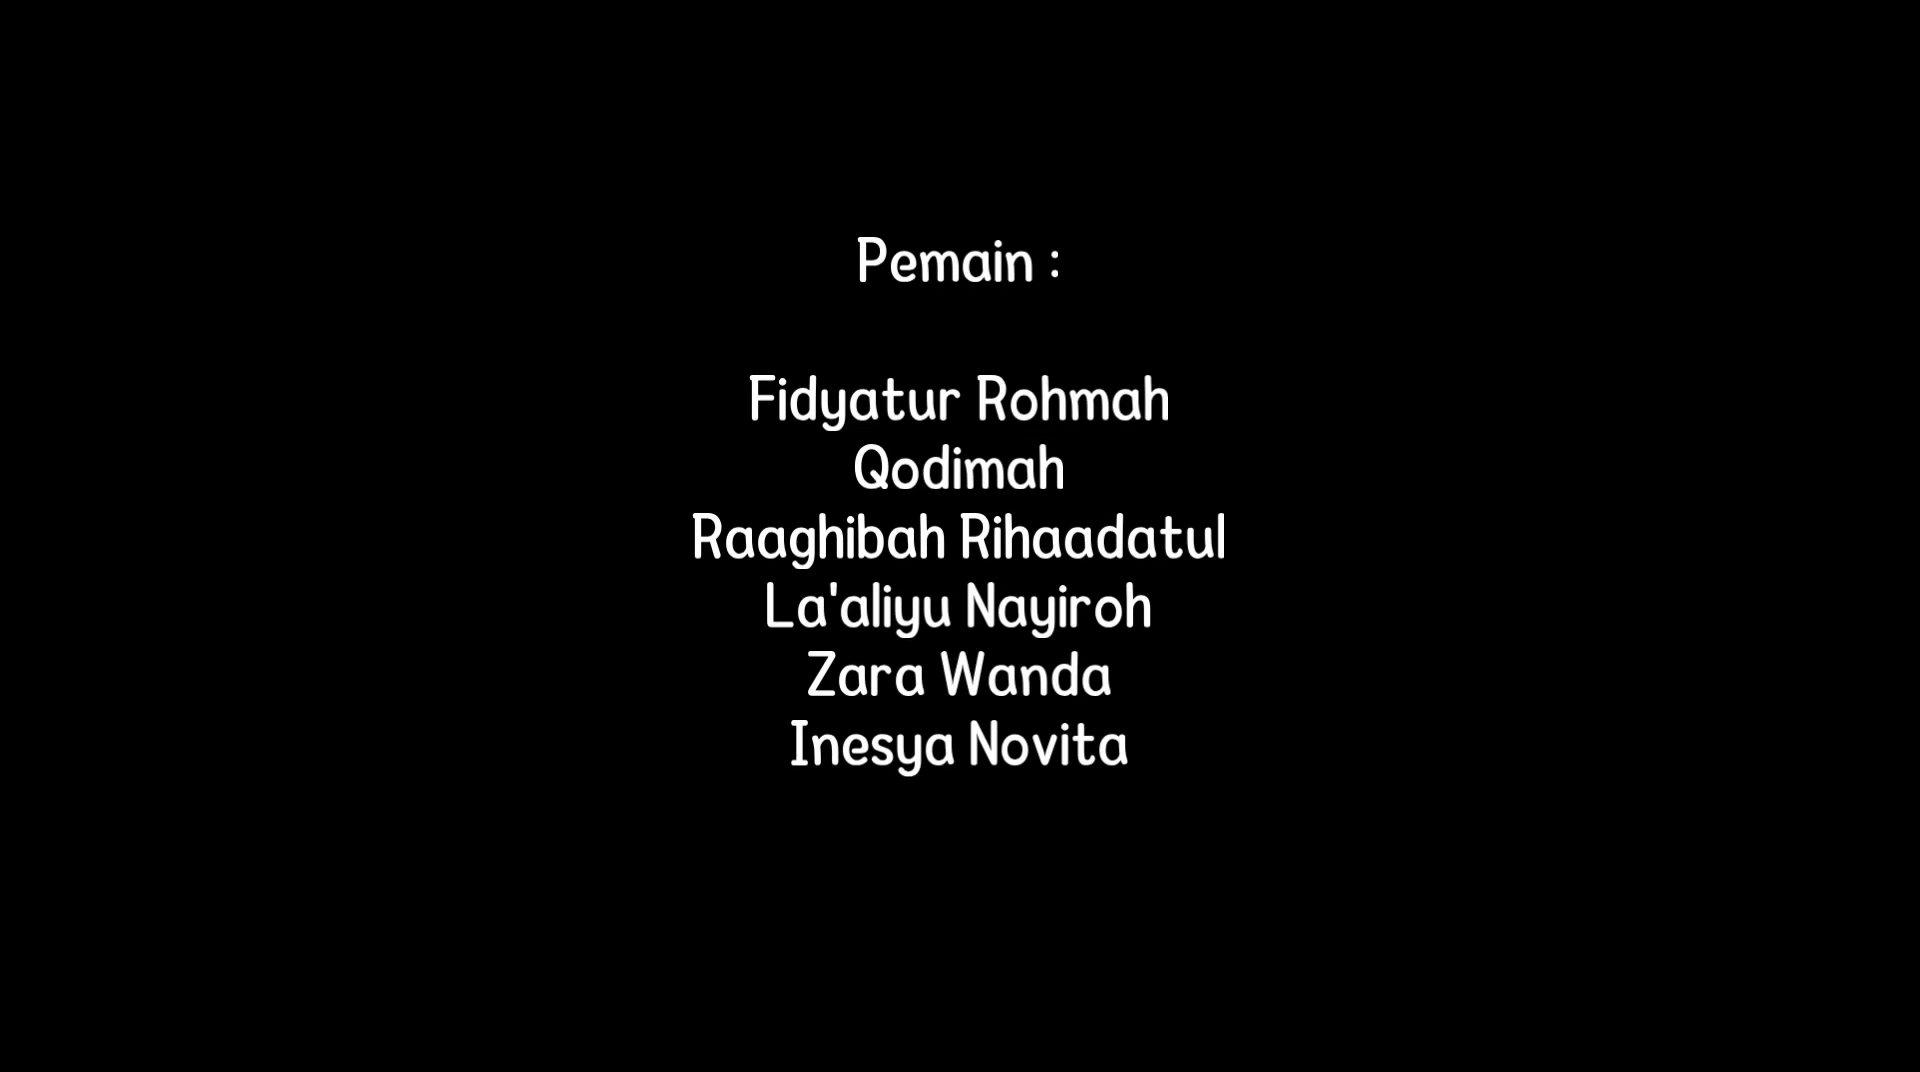 Pemain :
Fidyatur Rohmah
Qodimah
Raaghibah Rihaadatul
La'aliyu Nayiroh
Zara Wanda
Inesya Novita